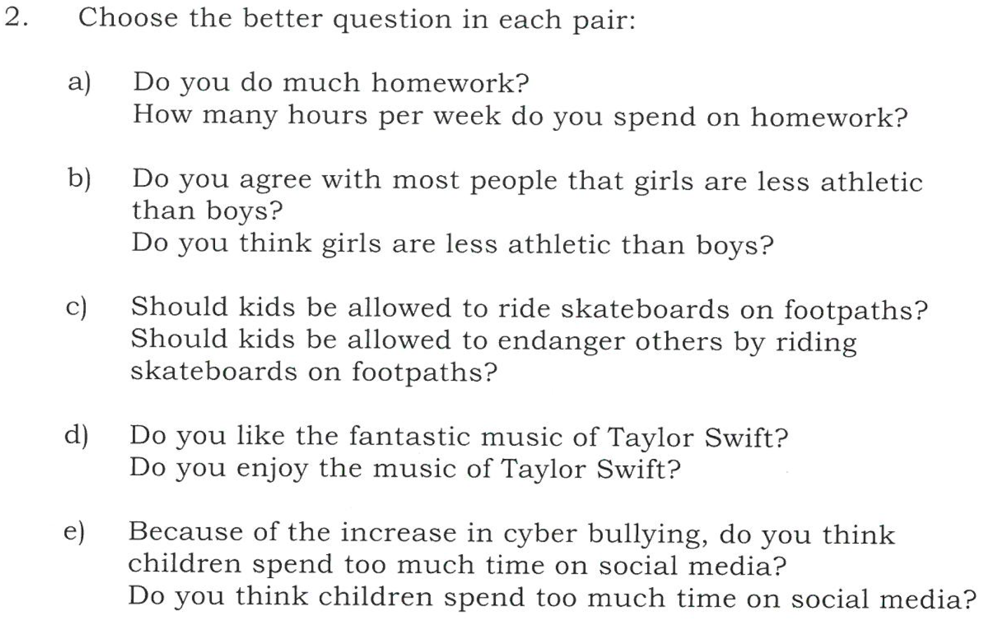 2. Choose the better question in each pair:
a) Do you do much homework?
How many hours per week do you spend on homework?
b) Do you agree with most people that girls are less athletic
than boys?
Do you think girls are less athletic than boys?
c) Should kids be allowed to ride skateboards on footpaths?
Should kids be allowed to endanger others by riding
skateboards on footpaths?
d) Do you like the fantastic music of Taylor Swift?
Do you enjoy the music of Taylor Swift?
e) Because of the increase in cyber bullying, do you think
children spend too much time on social media?
Do you think children spend too much time on social media?